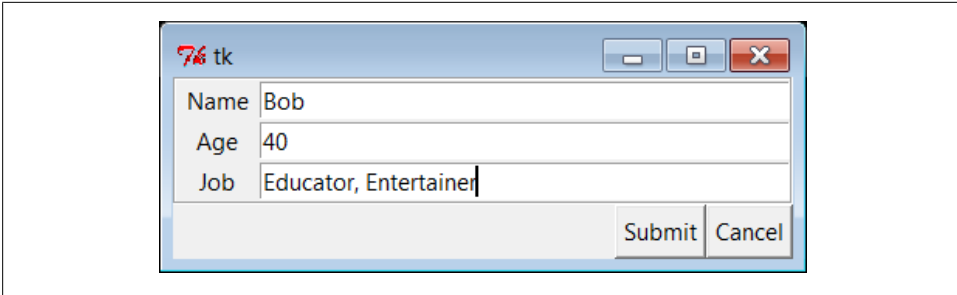 tk
Name Bob
Age 40
Job Educator, Entertainer
Submit Cancel